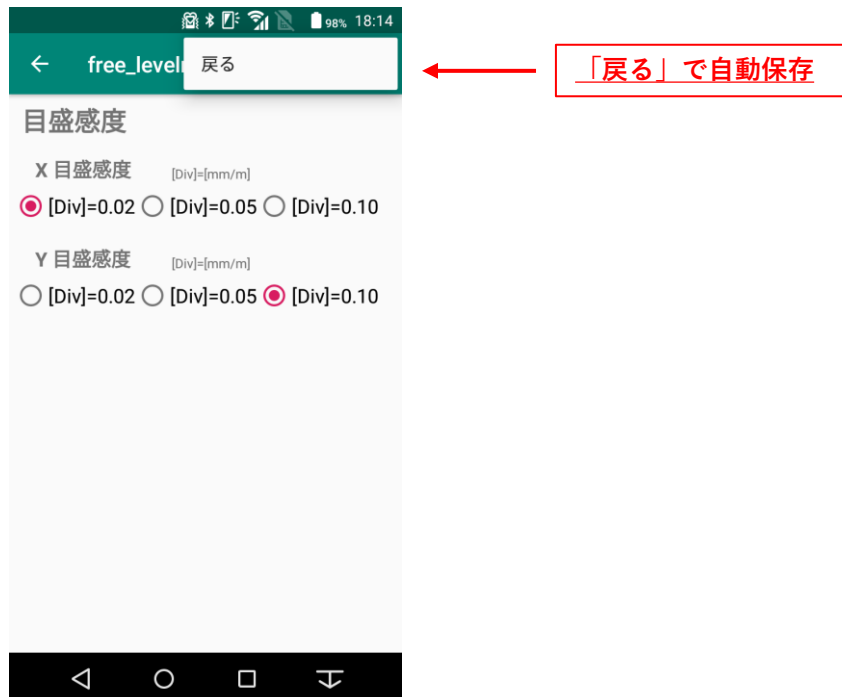 98% 18:14
free_level
戻る
「戻る」で自動保存
目盛感度
X 目盛感度 [Div]=[mm/m]
[Div]=0.02 [Div]=0.05 [Div]=0.10
Y 目盛感度 [Div]=[mm/m]
[Div]=0.02 [Div]=0.05 [Div]=0.10